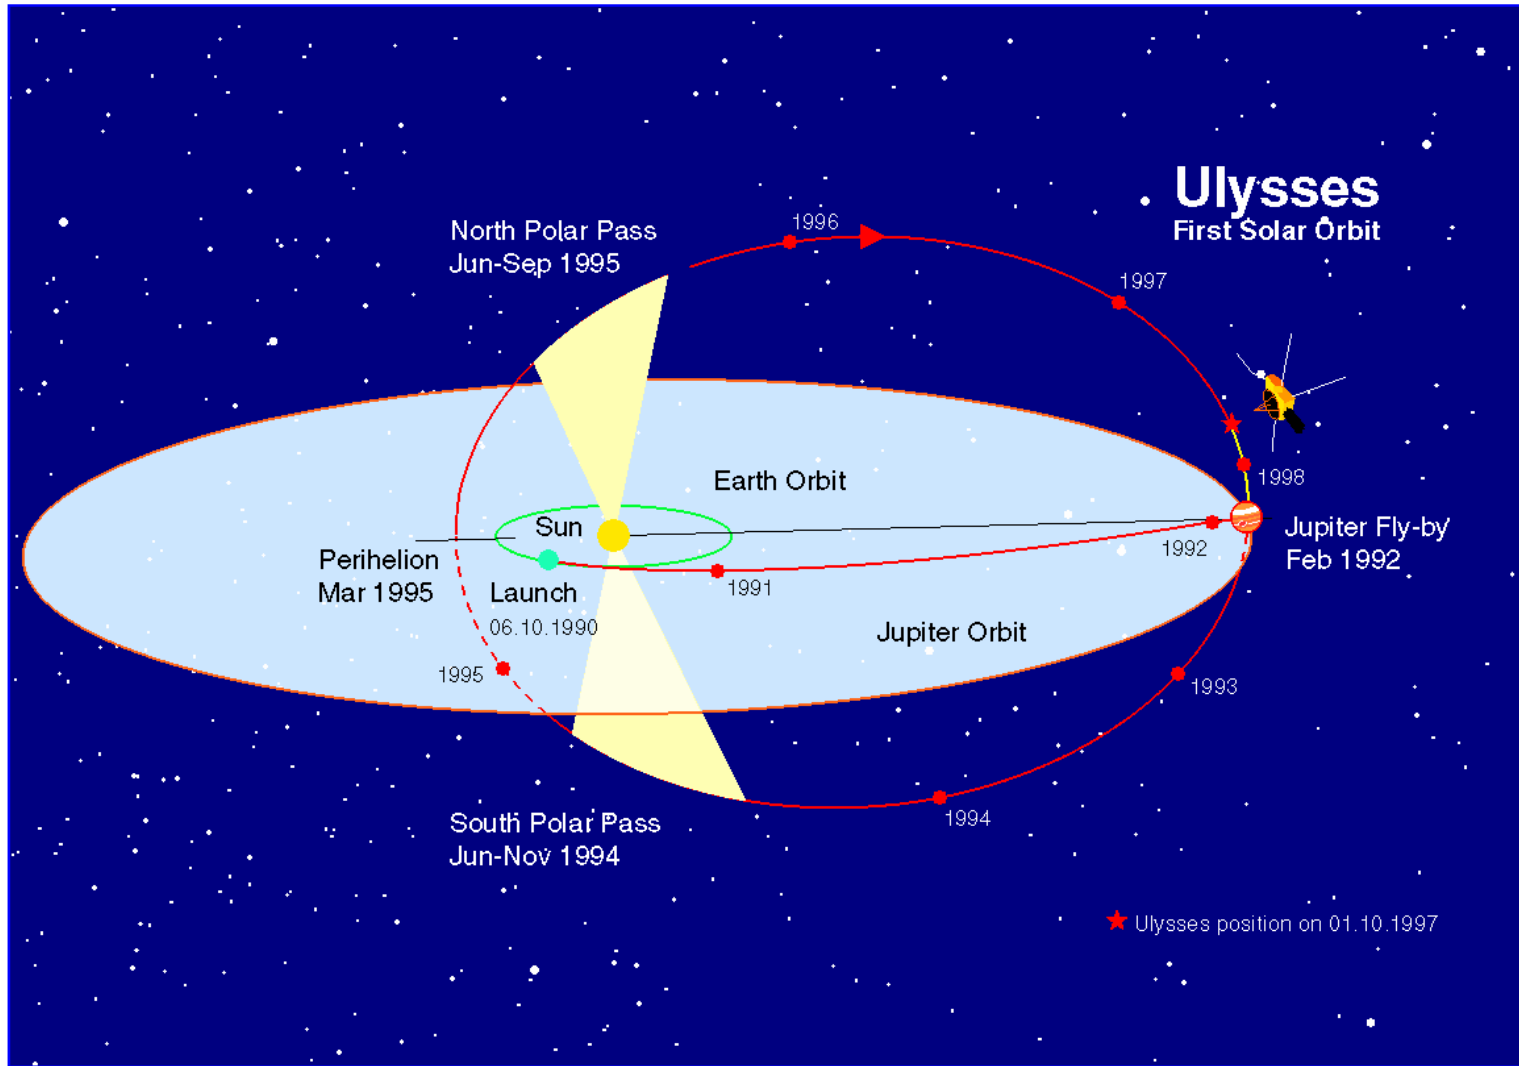 Ulysses
First Solar Orbit
1996
North Polar Pass
Jun-Sep 1995
1997
1998
Earth Orbit
Sun
Jupiter Fly-by
Feb 1992
1992
Perihelion
Mar 1995
1991
Launch
06.10.1990
Jupiter Orbit
1995
1993
1994
South Polar Pass
Jun-Nov 1994
Ulysses position on 01.10.1997